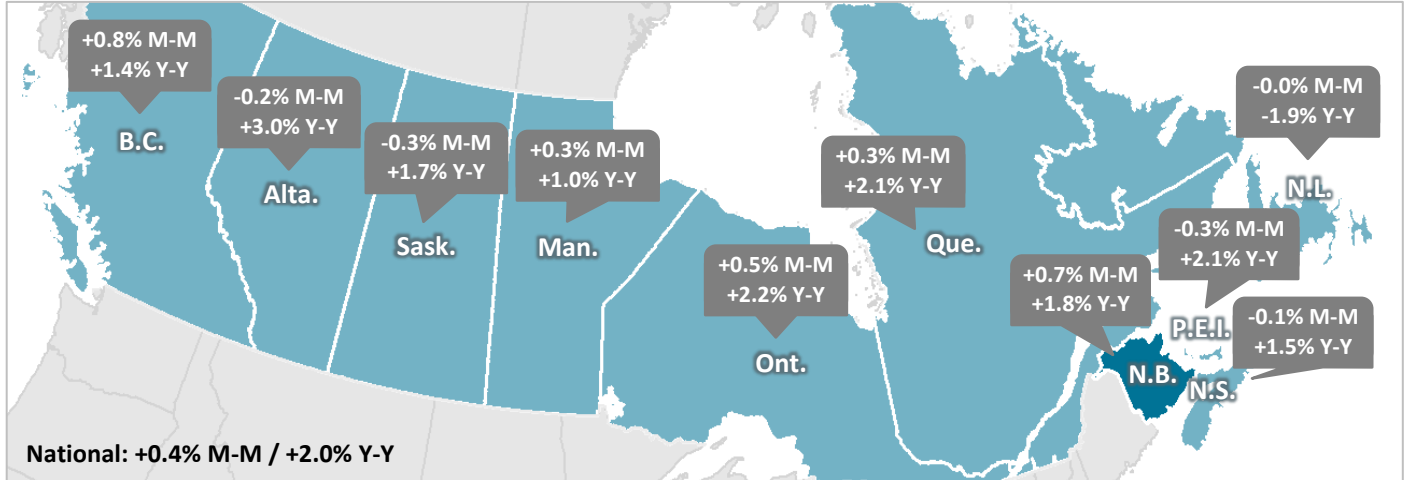 +0.8% M-M
+1.4% Y-Y
B.C.
-0.2% M-M
+3.0% Y-Y
Alta.
-0.3% M-M
+1.7% Y-Y
Sask.
+0.3% M-M
+1.0% Y-Y
Man.
+0.5% M-M
+2.2% Y-Y
Ont.
+0.3% M-M
+2.1% Y-Y
Que.
-0.0% M-M
-1.9% Y-Y
N.L.
-0.3% M-M
+2.1% Y-Y
P.E.I.
+0.7% M-M
+1.8% Y-Y
N.B.
-0.1% M-M
+1.5% Y-Y
N.S.
National: +0.4% M-M / +2.0% Y-Y